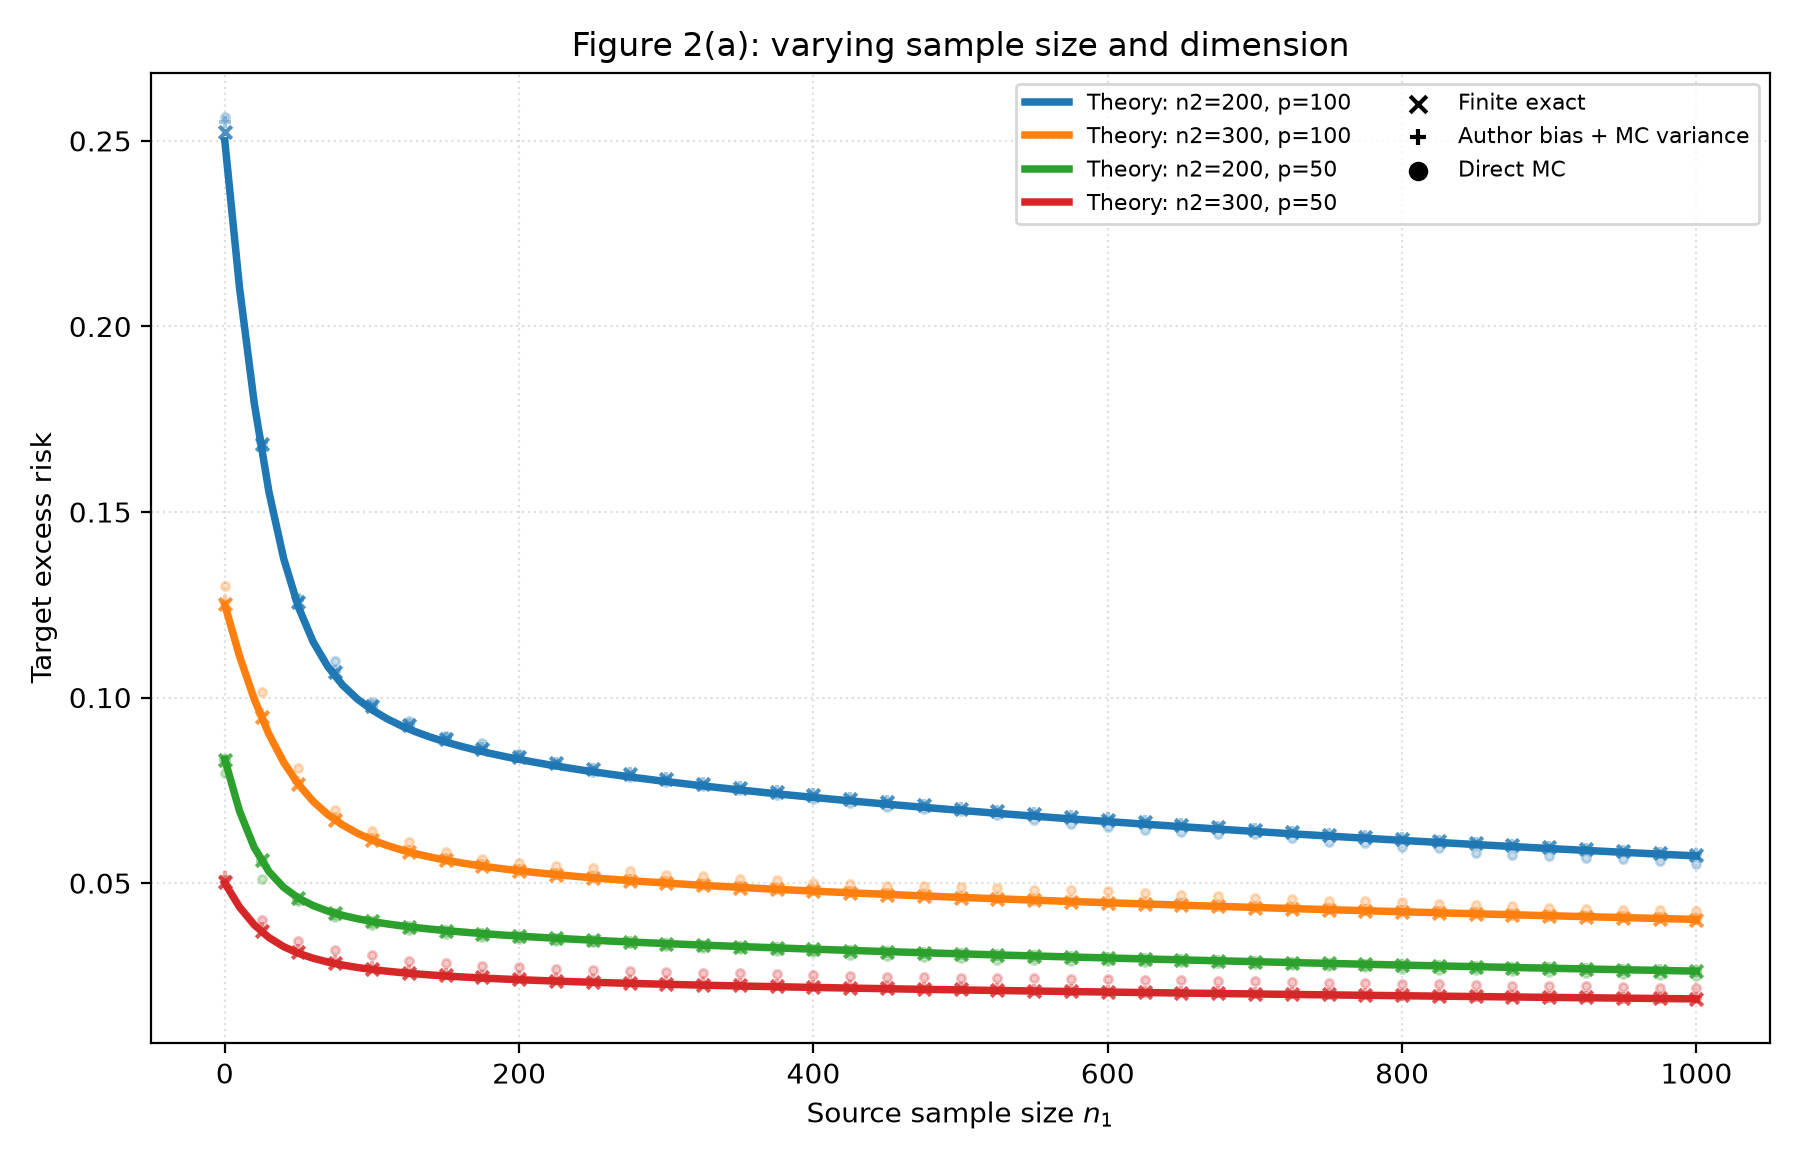 Figure 2(a): varying sample size and dimension
Theory: n2=200, p=100
Theory: n2=300, p=100
Theory: n2=200, p=50
Theory: n2=300, p=50
Finite exact
Author bias + MC variance
Direct MC
Target excess risk
0.25
0.20
0.15
0.10
0.05
0
200
400
600
800
1000
Source sample size n₁